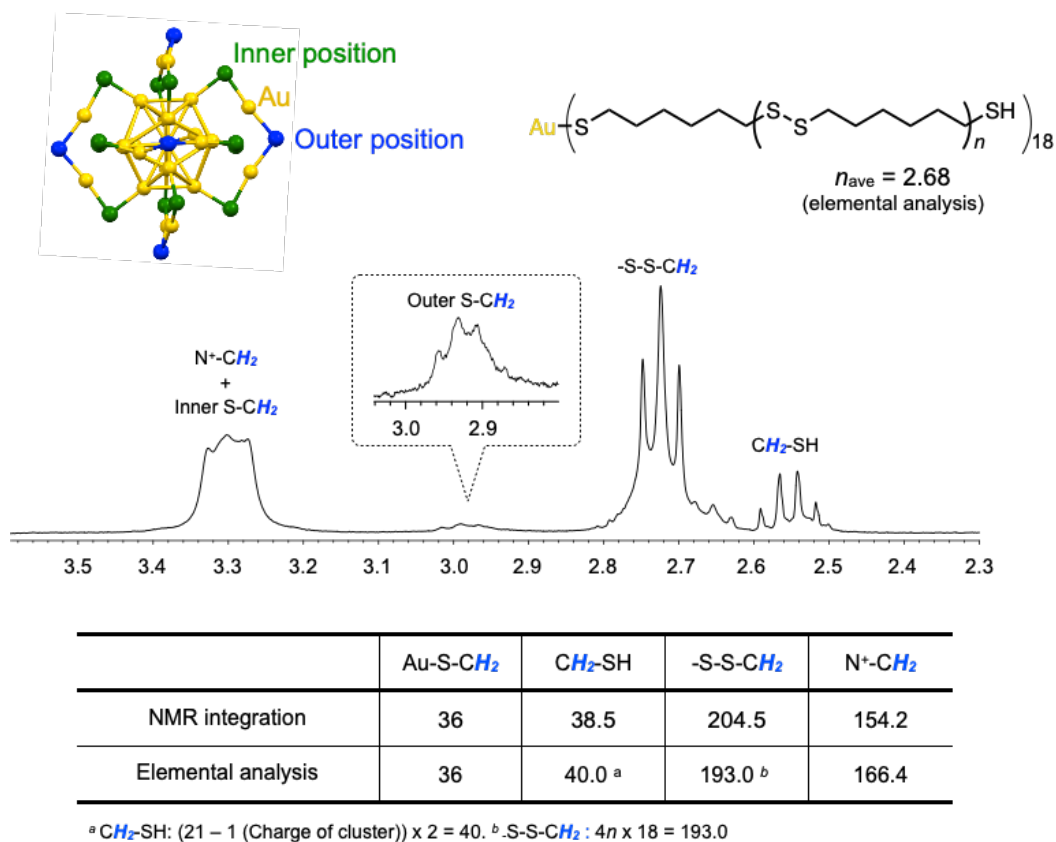 Inner position
Au
Outer position
Au
S
S
S
n
SH
18
nave = 2.68
(elemental analysis)
-S-S-CH2
Outer S-CH2
N+-CH2
+
Inner S-CH2
3.0 2.9
CH2-SH
3.5 3.4 3.3 3.2 3.1 3.0 2.9 2.8 2.7 2.6 2.5 2.4 2.3
Au-S-CH2 CH2-SH -S-S-CH2 N+-CH2
NMR integration 36 38.5 204.5 154.2
Elemental analysis 36 40.0 a 193.0 b 166.4
a CH2-SH: (21 – 1 (Charge of cluster)) x 2 = 40. b -S-S-CH2 : 4n x 18 = 193.0